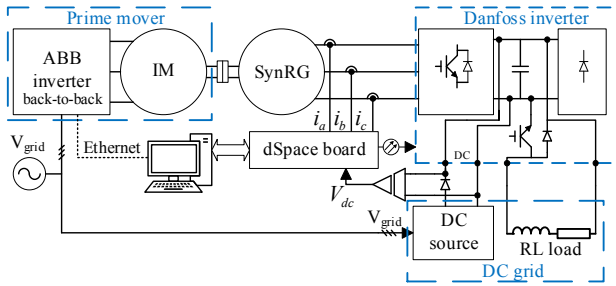 Prime mover
Danfoss inverter
ABB
inverter
back-to-back
IM
SynRG
i_a i_b i_c
V_grid
Ethernet
dSpace board
DC
V_dc
V_grid
DC
source
RL load
DC grid